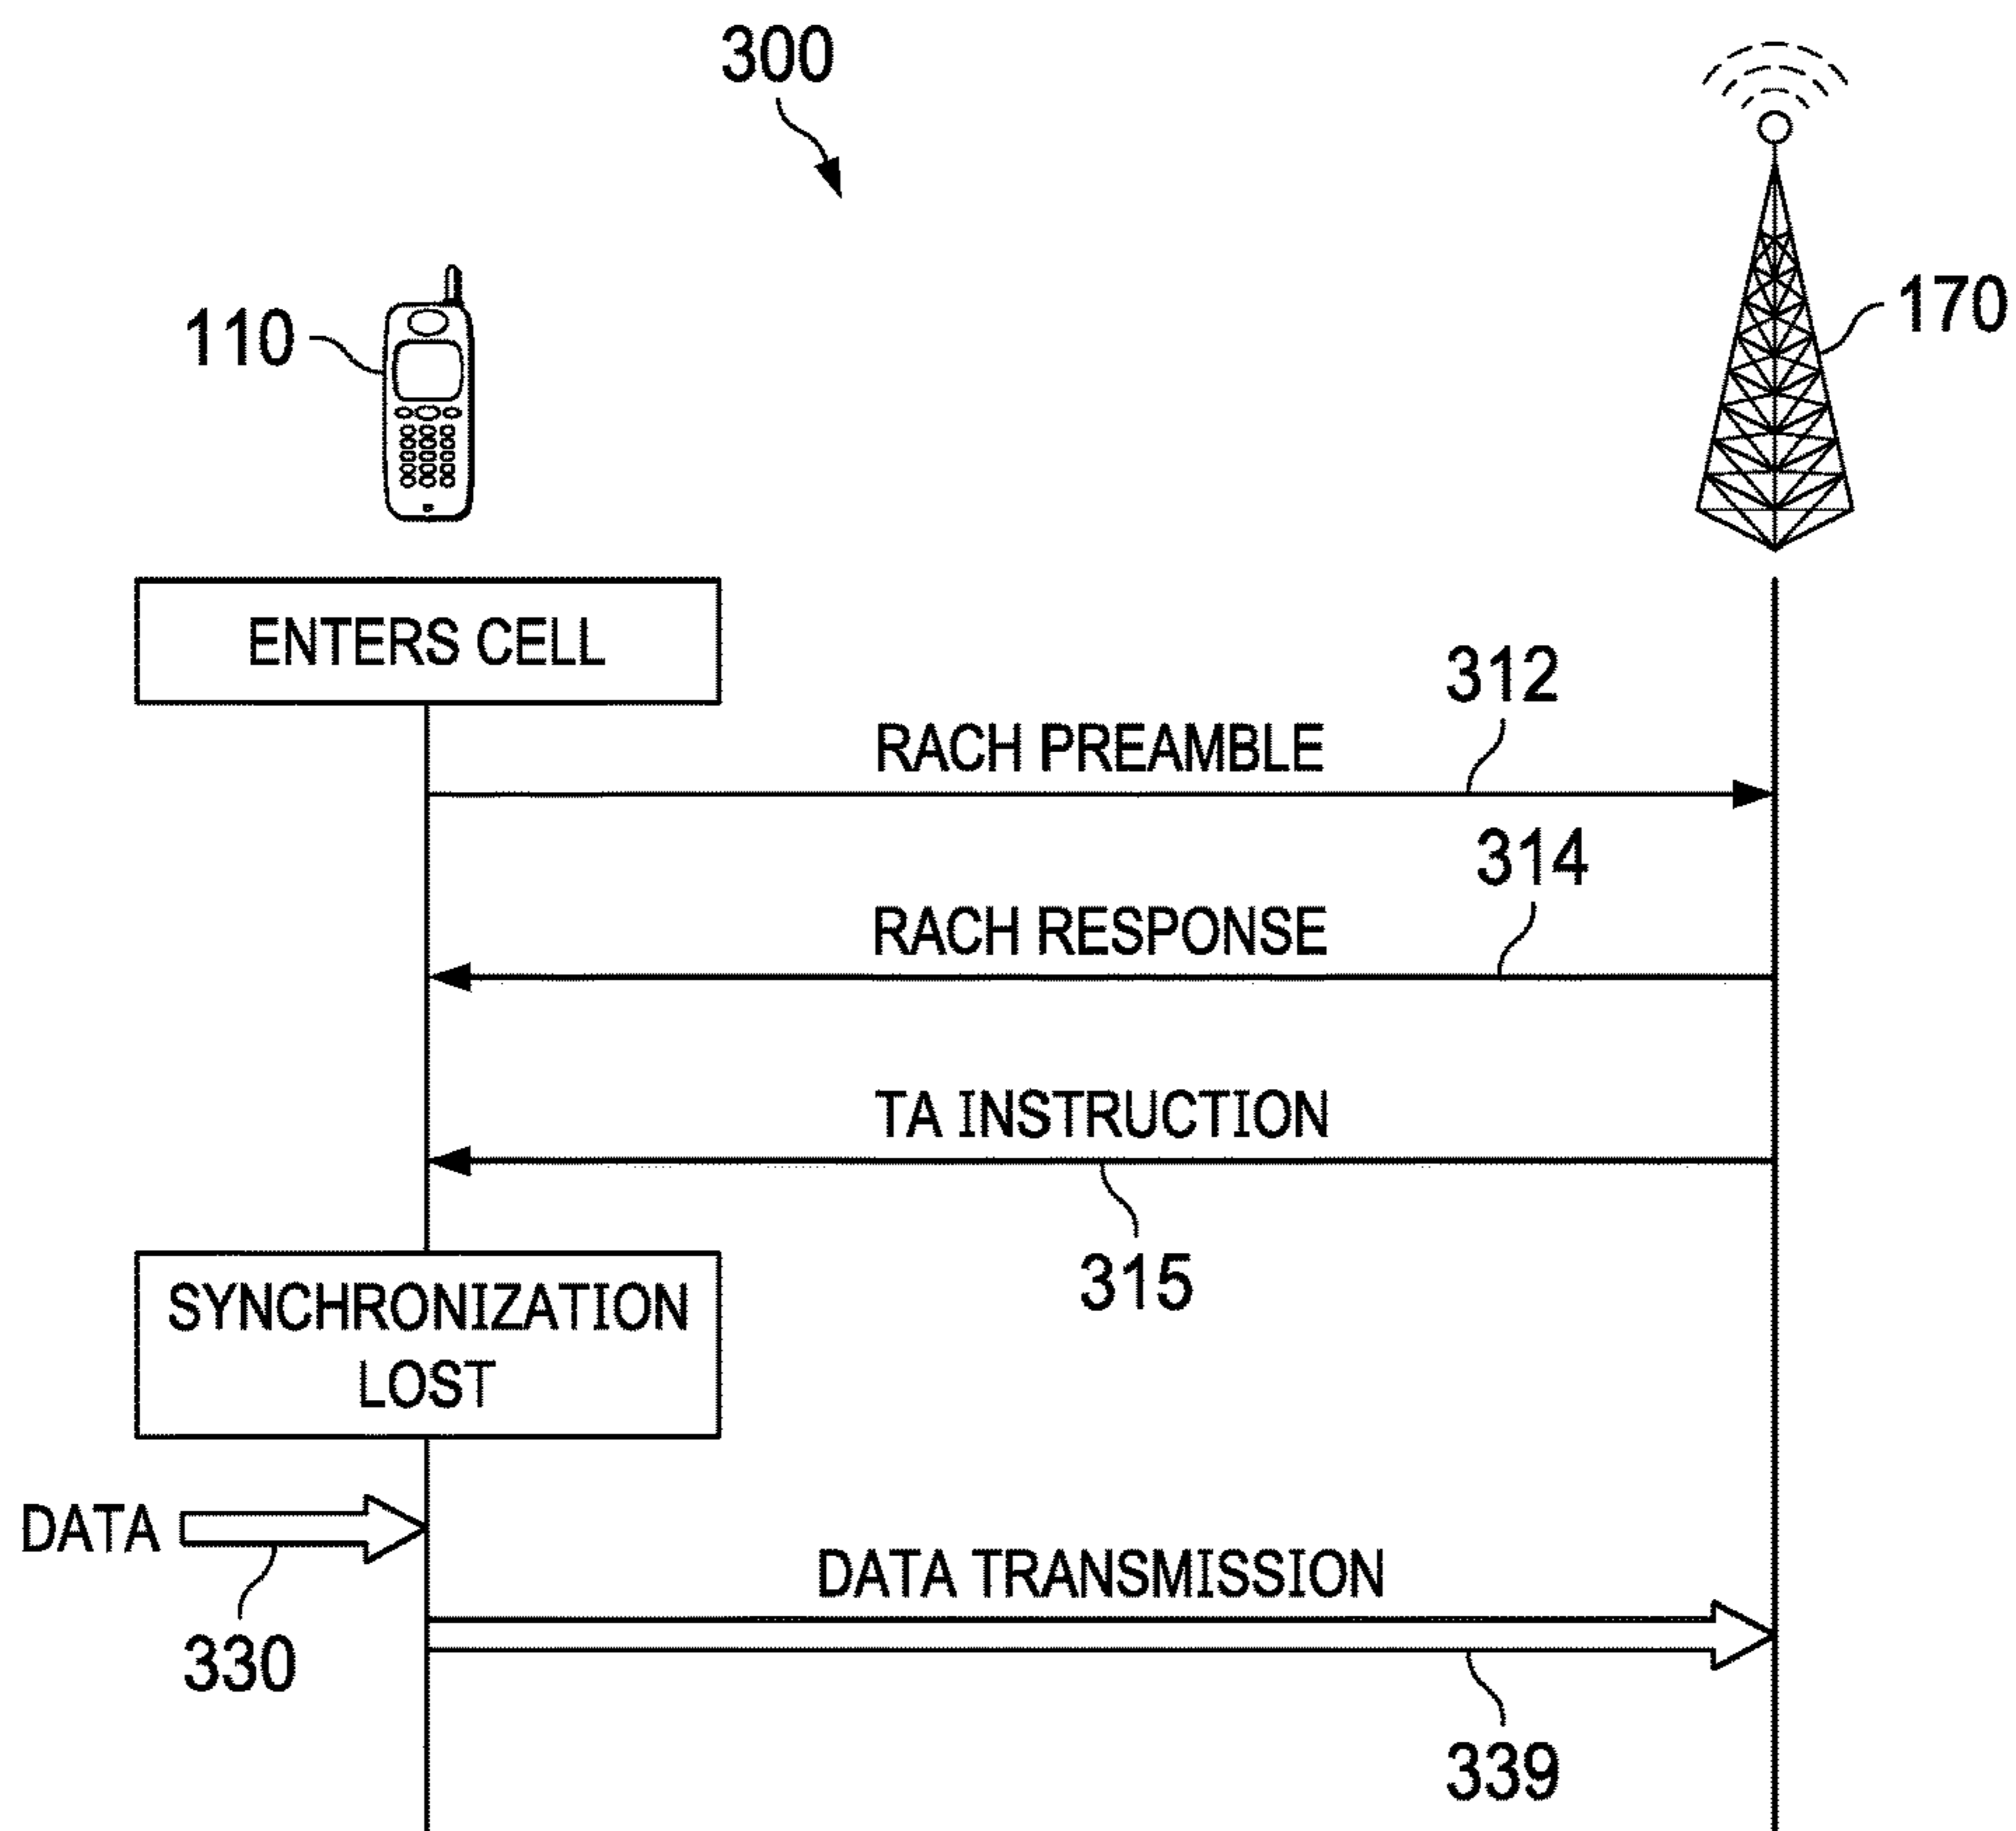 300
110
170
ENTERS CELL
312
RACH PREAMBLE
314
RACH RESPONSE
TA INSTRUCTION
315
SYNCHRONIZATION
LOST
DATA
330
DATA TRANSMISSION
339